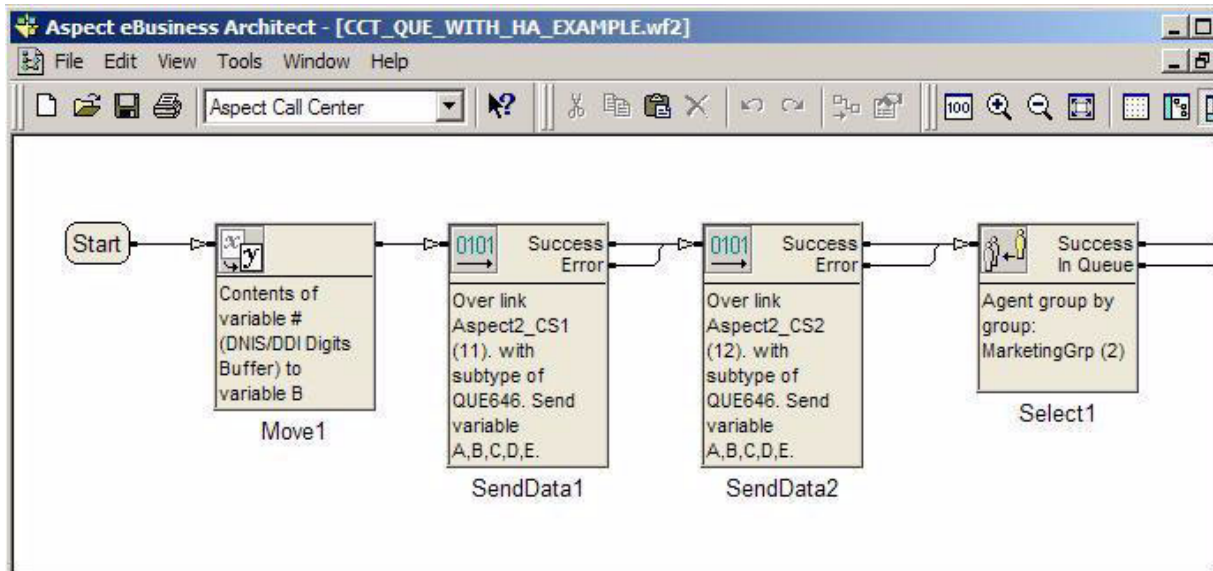 Aspect eBusiness Architect - [CCT_QUE_WITH_HA_EXAMPLE.wf2]
File Edit View Tools Window Help
Aspect Call Center
100
Start
x
y
Contents of
variable #
(DNIS/DDI Digits
Buffer) to
variable B
Move1
0101
Success
Error
Over link
Aspect2_CS1
(11). with
subtype of
QUE646. Send
variable
A,B,C,D,E.
SendData1
0101
Success
Error
Over link
Aspect2_CS2
(12). with
subtype of
QUE646. Send
variable
A,B,C,D,E.
SendData2
Success
In Queue
Agent group by
group:
MarketingGrp (2)
Select1